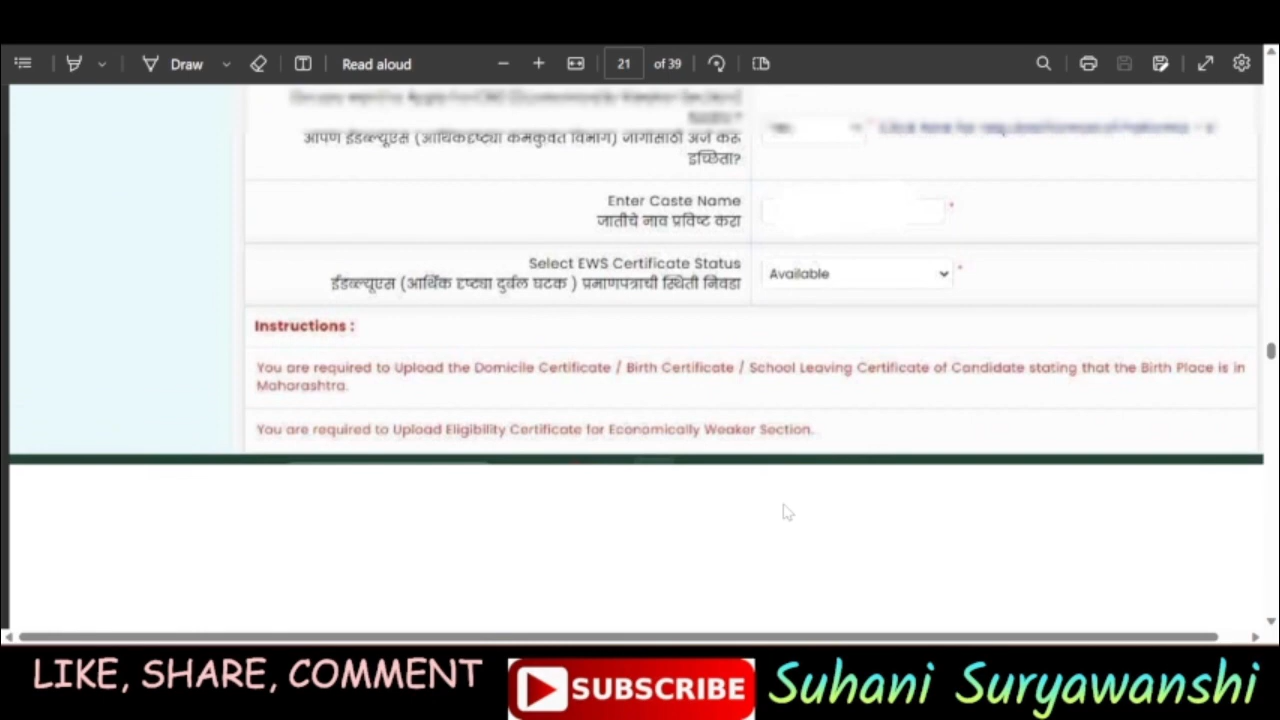 Draw
Read aloud
21 of 39
आपण ईडब्ल्यूएस (आर्थिकदृष्ट्या कमकुवत विभाग) जागांसाठी अर्ज करू
इच्छिता?
Enter Caste Name
जातीचे नाव प्रविष्ट करा
Select EWS Certificate Status
Available
ईडब्ल्यूएस (आर्थिक दृष्ट्या दुर्बल घटक ) प्रमाणपत्राची स्थिती निवडा
Instructions :
You are required to Upload the Domicile Certificate / Birth Certificate / School Leaving Certificate of Candidate stating that the Birth Place is in
Maharashtra.
You are required to Upload Eligibility Certificate for Economically Weaker Section.
LIKE, SHARE, COMMENT
SUBSCRIBE
Suhani Suryawanshi